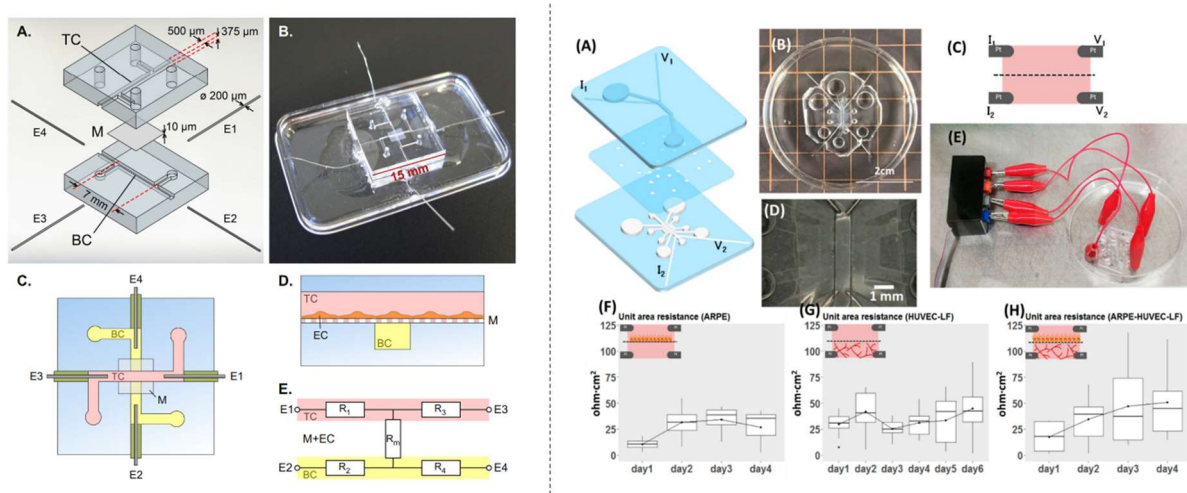 A.
500 µm
375 µm
TC
ø 200 µm
E4
M
10 µm
E1
7 mm
E3
BC
E2
B.
15 mm
C.
E4
BC
E3
TC
E1
M
E2
D.
TC
M
EC
BC
E.
E1
R1
R3
E3
TC
M+EC
Rm
E2
R2
R4
E4
BC
(A)
V1
I1
V2
I2
(B)
2cm
(C)
I1
V1
Pt
Pt
Pt
Pt
I2
V2
(D)
1 mm
(E)
(F)
Unit area resistance (ARPE)
ohm·cm²
125
100
75
50
25
0
day1 day2 day3 day4
(G)
Unit area resistance (HUVEC-LF)
ohm·cm²
125
100
75
50
25
0
day1 day2 day3 day4 day5 day6
(H)
Unit area resistance (ARPE-HUVEC-LF)
ohm·cm²
125
100
75
50
25
0
day1 day2 day3 day4